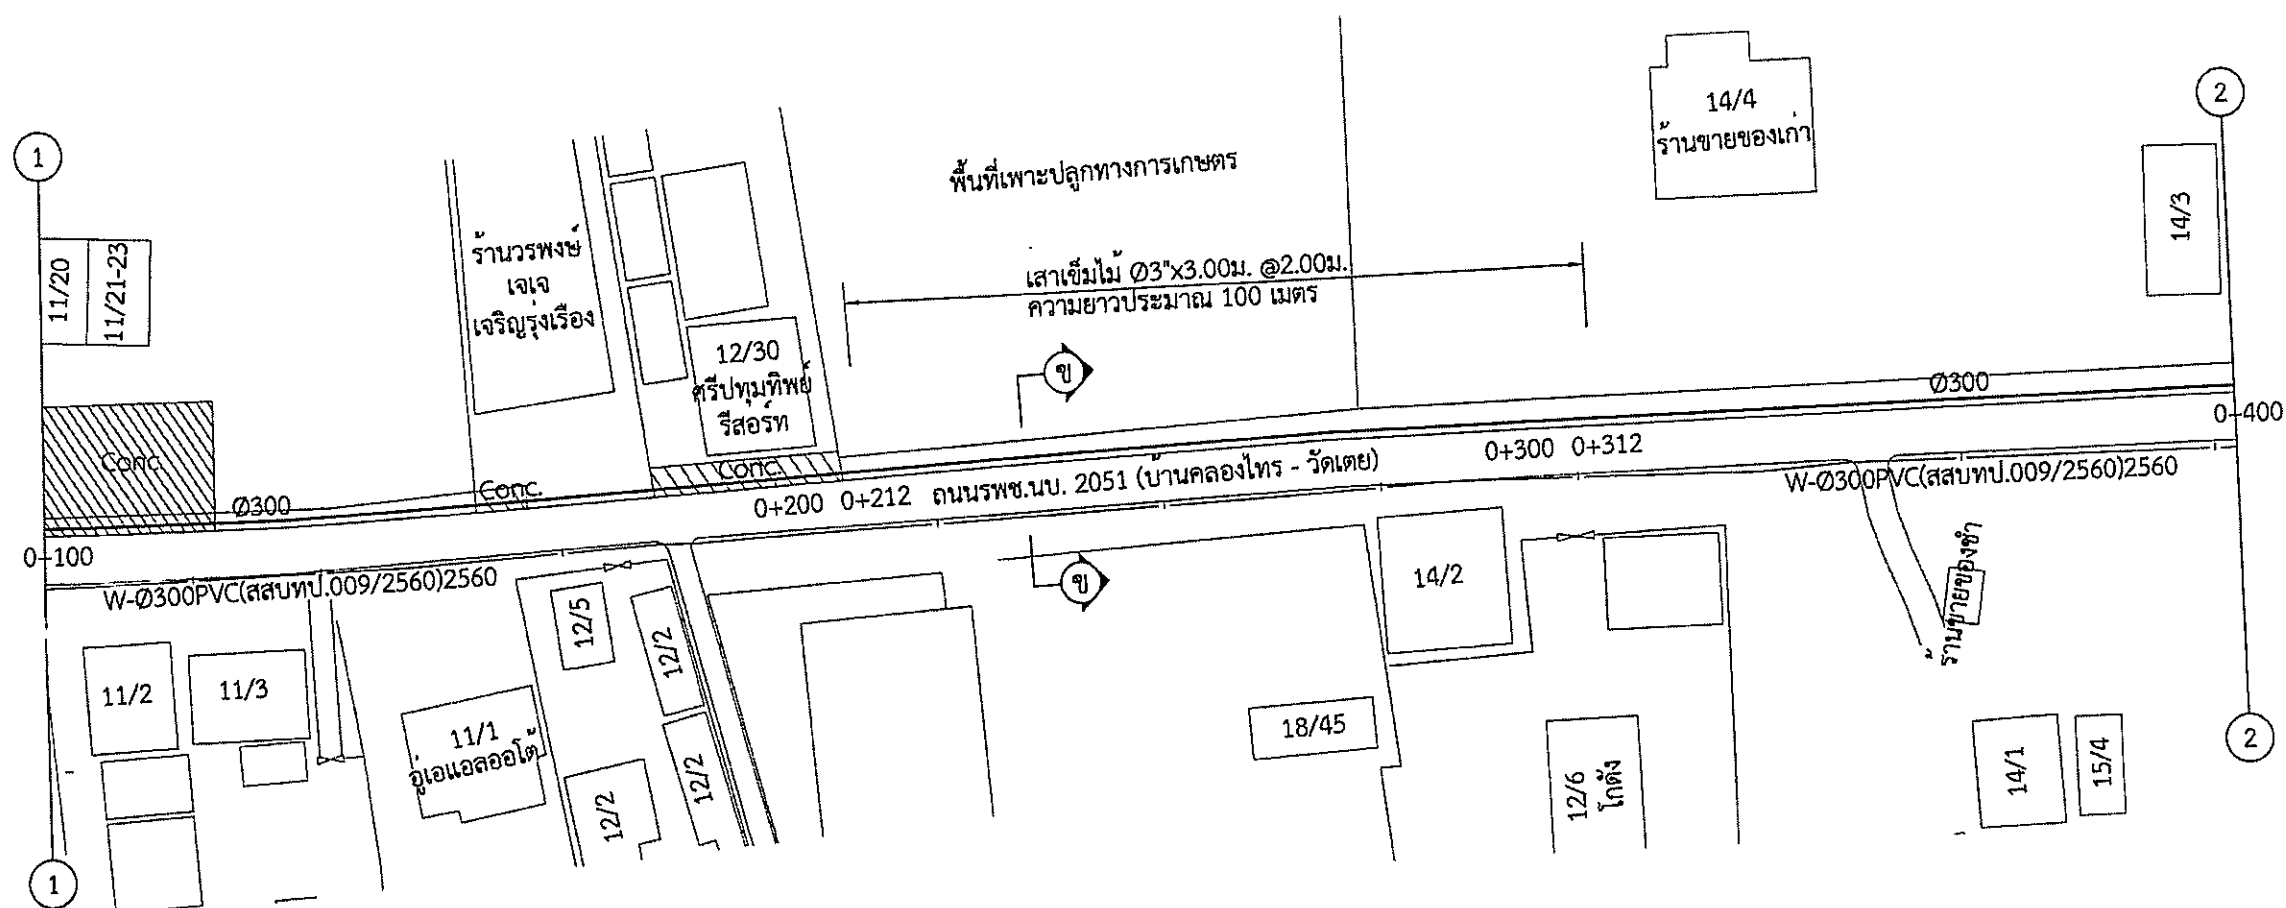 1
2
14/4
ร้านขายของเก่า
14/3
พื้นที่เพาะปลูกทางการเกษตร
ร้านวรพงษ์
เจเจ
เจริญรุ่งเรือง
11/20
11/21-23
เสาเข็มไม้ Ø3"x3.00ม. @2.00ม.
ความยาวประมาณ 100 เมตร
12/30
ศรีปทุมทิพย์
รีสอร์ท
ข
Ø300
0+400
Conc.
Ø300
Conc.
Conc.
0+200 0+212 ถนนรพช.นบ. 2051 (บ้านคลองไทร - วัดเตย)
0+300 0+312
W-Ø300PVC(สสบทป.009/2560)2560
0+100
W-Ø300PVC(สสบทป.009/2560)2560
ข
14/2
ร้านขายของชำ
12/5
12/2
11/2
11/3
11/1
อู่เอแอลออโต้
12/2
12/2
18/45
12/6
โกดัง
14/1
15/4
1
2